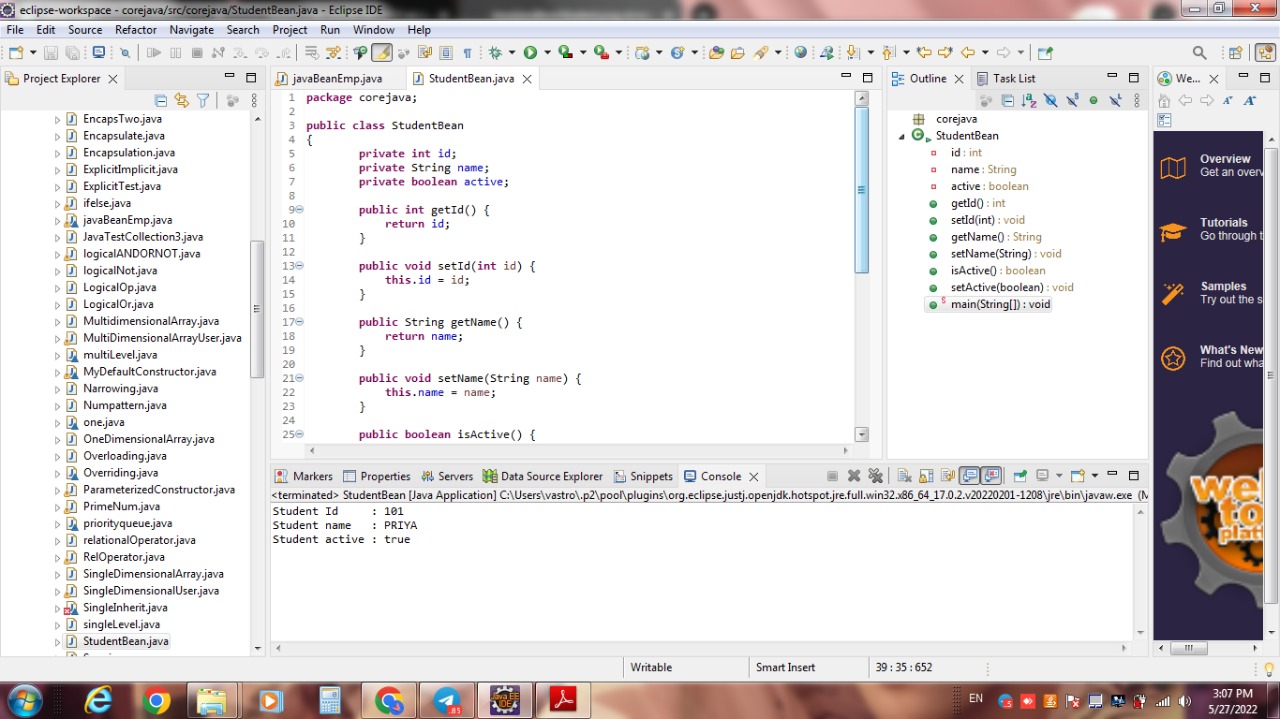 eclipse-workspace - corejava/src/corejava/StudentBean.java - Eclipse IDE
File Edit Source Refactor Navigate Search Project Run Window Help
Project Explorer
EncapsTwo.java
Encapsulate.java
Encapsulation.java
ExplicitImplicit.java
ExplicitTest.java
ifelse.java
javaBeanEmp.java
JavaTestCollection3.java
logicalANDORNOT.java
logicalNot.java
LogicalOp.java
LogicalOr.java
MultidimensionalArray.java
MultiDimensionalArrayUser.java
multiLevel.java
MyDefaultConstructor.java
Narrowing.java
Numpattern.java
one.java
OneDimensionalArray.java
Overloading.java
Overriding.java
ParameterizedConstructor.java
PrimeNum.java
priorityqueue.java
relationalOperator.java
RelOperator.java
SingleDimensionalArray.java
SingleDimensionalUser.java
SingleInherit.java
singleLevel.java
StudentBean.java
javaBeanEmp.java StudentBean.java
1 package corejava;
2
3 public class StudentBean
4 {
5 private int id;
6 private String name;
7 private boolean active;
8
9 public int getId() {
10 return id;
11 }
12
13 public void setId(int id) {
14 this.id = id;
15 }
16
17 public String getName() {
18 return name;
19 }
20
21 public void setName(String name) {
22 this.name = name;
23 }
24
25 public boolean isActive() {
Outline Task List
corejava
StudentBean
id : int
name : String
active : boolean
getId() : int
setId(int) : void
getName() : String
setName(String) : void
isActive() : boolean
setActive(boolean) : void
main(String[]) : void
We...
Overview
Get an overv
Tutorials
Go through t
Samples
Try out the s
What's New
Find out wha
Markers Properties Servers Data Source Explorer Snippets Console
<terminated> StudentBean [Java Application] C:\Users\vastro\.p2\pool\plugins\org.eclipse.justj.openjdk.hotspot.jre.full.win32.x86_64_17.0.2.v20220201-1208\jre\bin\javaw.exe (M
Student Id : 101
Student name : PRIYA
Student active : true
Writable Smart Insert 39 : 35 : 652
Java EE
IDE
EN
3:07 PM
5/27/2022